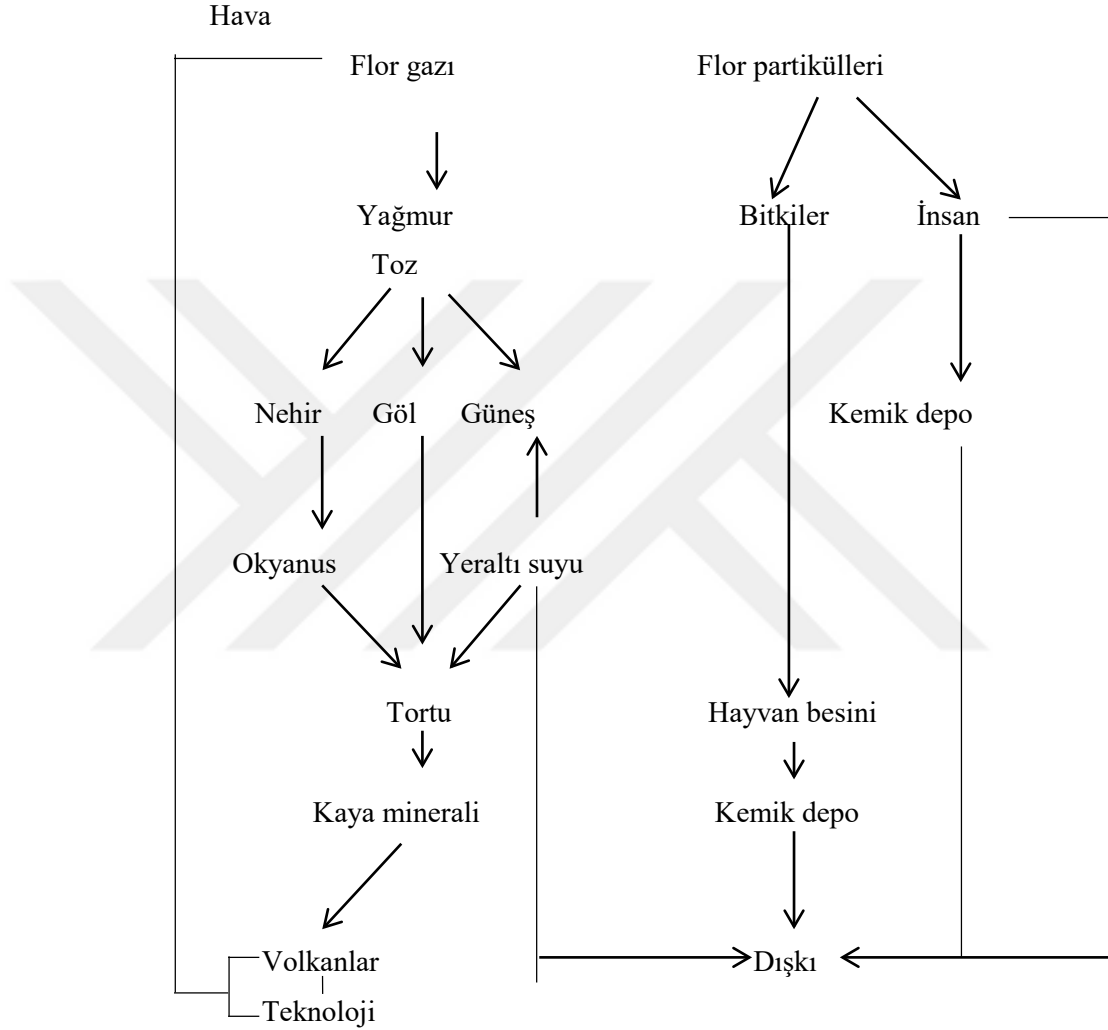 Hava
Flor gazı Flor partikülleri
Yağmur Bitkiler İnsan
Toz
Nehir Göl Güneş Kemik depo
Okyanus Yeraltı suyu
Tortu Hayvan besini
Kaya minerali Kemik depo
Volkanlar Dışkı
Teknoloji